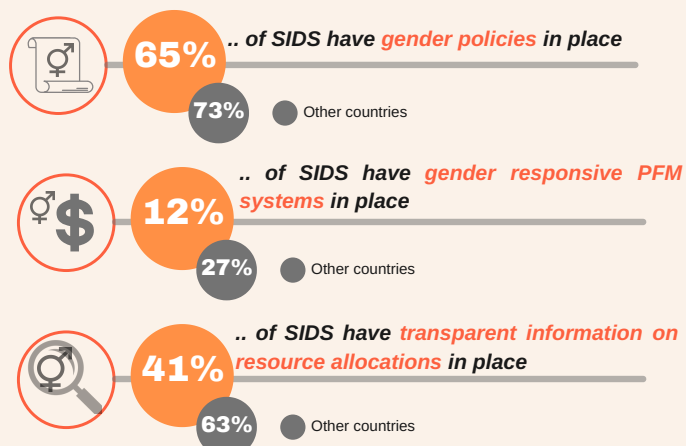 65%
.. of SIDS have gender policies in place
73%
Other countries
.. of SIDS have gender responsive PFM
systems in place
12%
27%
Other countries
.. of SIDS have transparent information on
resource allocations in place
41%
63%
Other countries